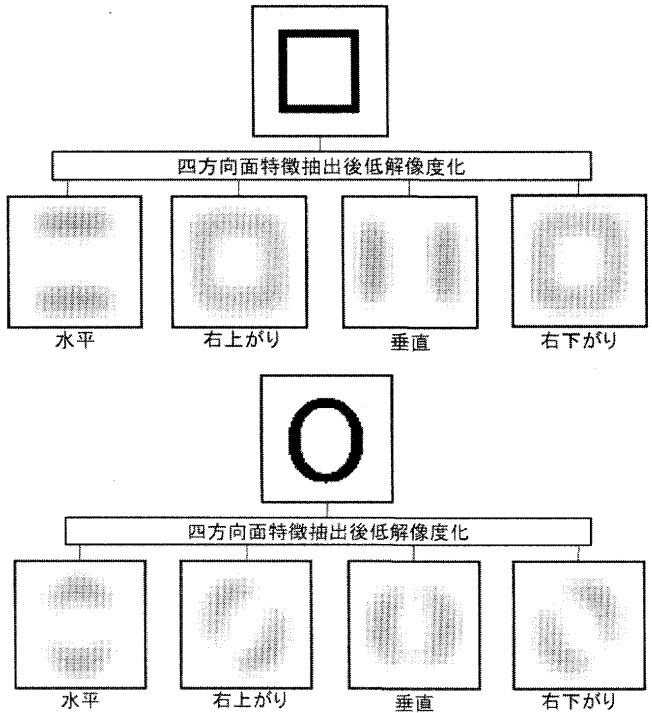 四方向面特徴抽出後低解像度化
水平
右上がり
垂直
右下がり
四方向面特徴抽出後低解像度化
水平
右上がり
垂直
右下がり